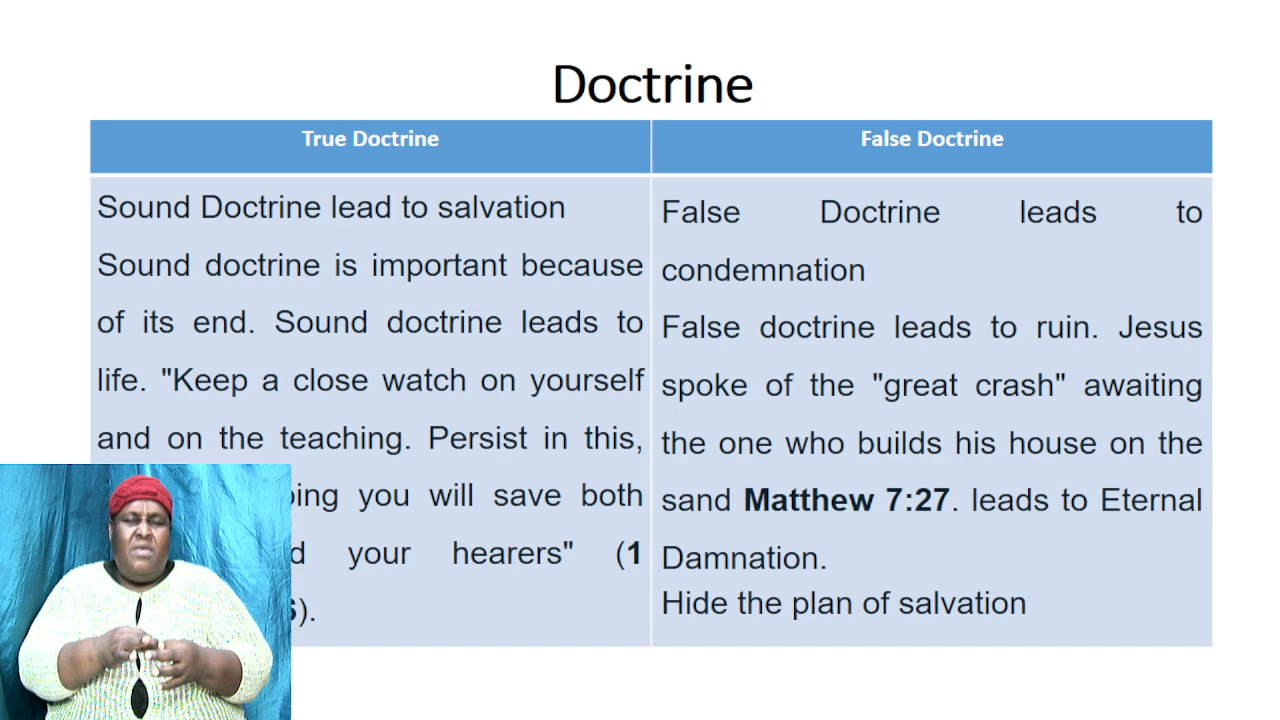 Doctrine
True Doctrine
False Doctrine
Sound Doctrine lead to salvation
Sound doctrine is important because
of its end. Sound doctrine leads to
life. "Keep a close watch on yourself
and on the teaching. Persist in this,
you will save both
your hearers" (1
).
False Doctrine leads to
condemnation
False doctrine leads to ruin. Jesus
spoke of the "great crash" awaiting
the one who builds his house on the
sand Matthew 7:27. leads to Eternal
Damnation.
Hide the plan of salvation